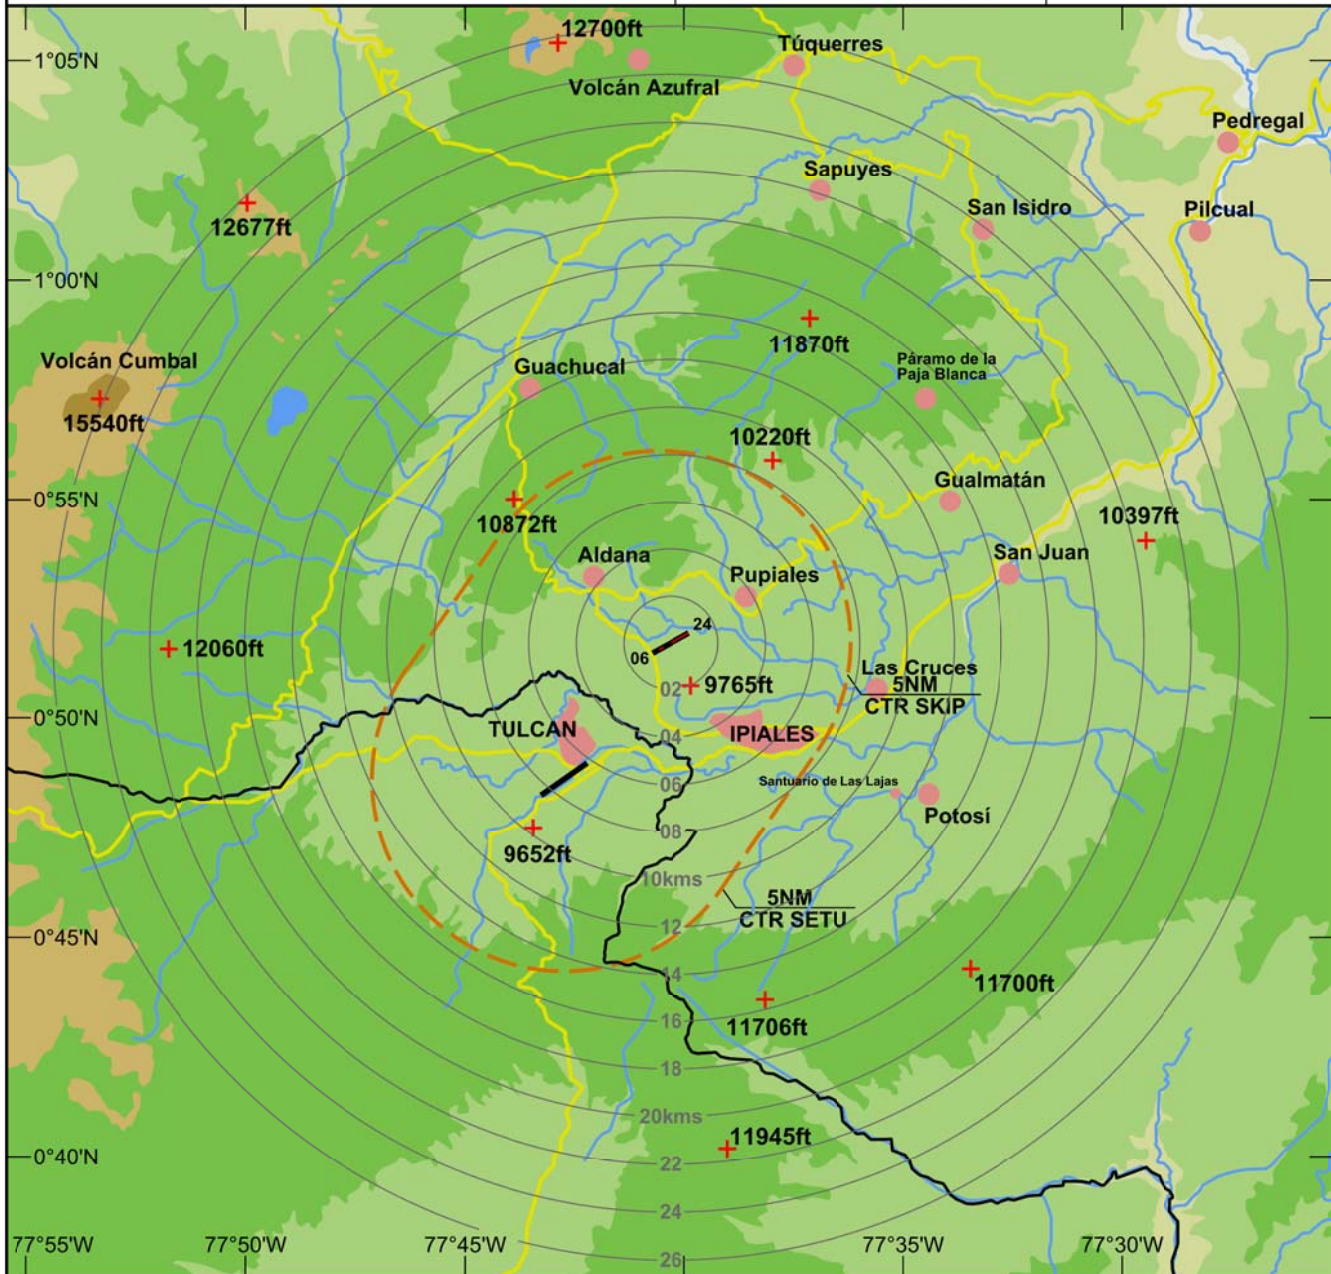 12700ft
1°05'N
Túquerres
Volcán Azufral
Pedregal
Sapuyes
12677ft
San Isidro
Pilcual
1°00'N
11870ft
Volcán Cumbal
Guachucal
Páramo de la
Paja Blanca
15540ft
10220ft
Gualmatán
0°55'N
10872ft
10397ft
Aldana
San Juan
Pupiales
24
12060ft
06
Las Cruces
02
9765ft
5NM
CTR SKIP
0°50'N
TULCAN
04
IPIALES
06
Santuario de Las Lajas
Potosí
08
9652ft
10kms
5NM
CTR SETU
12
0°45'N
14
11700ft
16
11706ft
18
20kms
11945ft
0°40'N
22
24
77°55'W
77°50'W
77°45'W
77°35'W
77°30'W
26